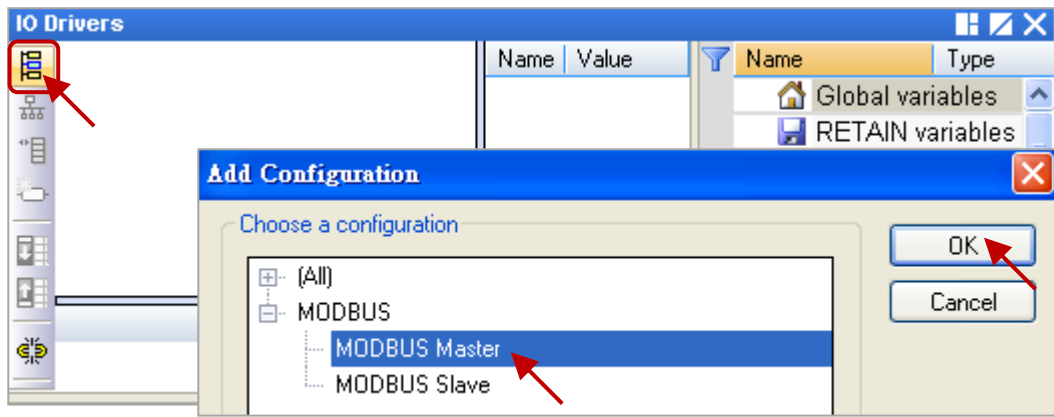 IO Drivers
Name Value
Name Type
Global variables
RETAIN variables
Add Configuration
Choose a configuration
(All)
MODBUS
MODBUS Master
MODBUS Slave
OK
Cancel